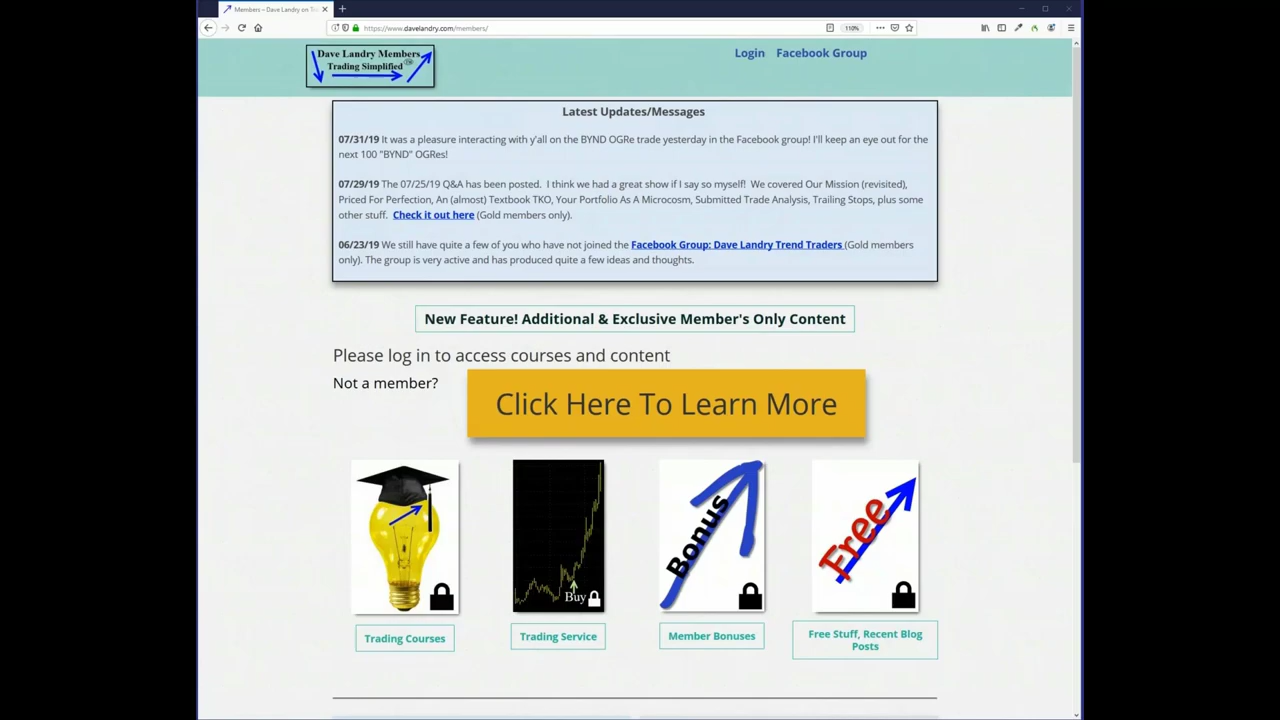 Members – Dave Landry on Tr
https://www.davelandry.com/members/
110%
Dave Landry Members
Trading Simplified TM
Login Facebook Group
Latest Updates/Messages
07/31/19 It was a pleasure interacting with y'all on the BYND OGRe trade yesterday in the Facebook group! I'll keep an eye out for the
next 100 "BYND" OGRes!
07/29/19 The 07/25/19 Q&A has been posted. I think we had a great show if I say so myself! We covered Our Mission (revisited),
Priced For Perfection, An (almost) Textbook TKO, Your Portfolio As A Microcosm, Submitted Trade Analysis, Trailing Stops, plus some
other stuff. Check it out here (Gold members only).
06/23/19 We still have quite a few of you who have not joined the Facebook Group: Dave Landry Trend Traders (Gold members
only). The group is very active and has produced quite a few ideas and thoughts.
New Feature! Additional & Exclusive Member's Only Content
Please log in to access courses and content
Not a member?
Click Here To Learn More
Buy
Bonus
Free
Trading Courses
Trading Service
Member Bonuses
Free Stuff, Recent Blog
Posts